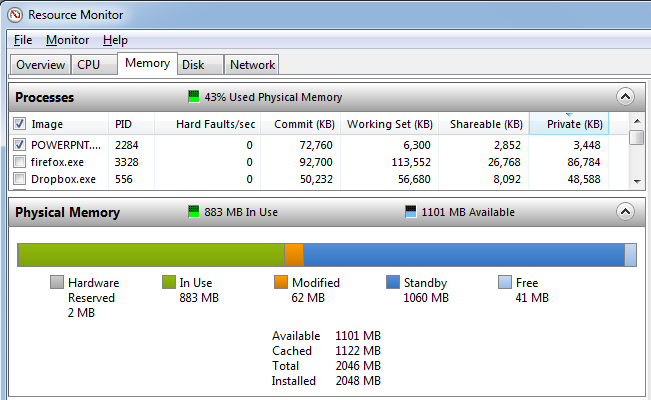 Resource Monitor
File Monitor Help
Overview CPU Memory Disk Network
Processes 43% Used Physical Memory
Image PID Hard Faults/sec Commit (KB) Working Set (KB) Shareable (KB) Private (KB)
POWERPNT.... 2284 0 72,760 6,300 2,852 3,448
firefox.exe 3328 0 92,700 113,552 26,768 86,784
Dropbox.exe 556 0 50,232 56,680 8,092 48,588
Physical Memory 883 MB In Use 1101 MB Available
Hardware Reserved 2 MB
In Use 883 MB
Modified 62 MB
Standby 1060 MB
Free 41 MB
Available 1101 MB
Cached 1122 MB
Total 2046 MB
Installed 2048 MB